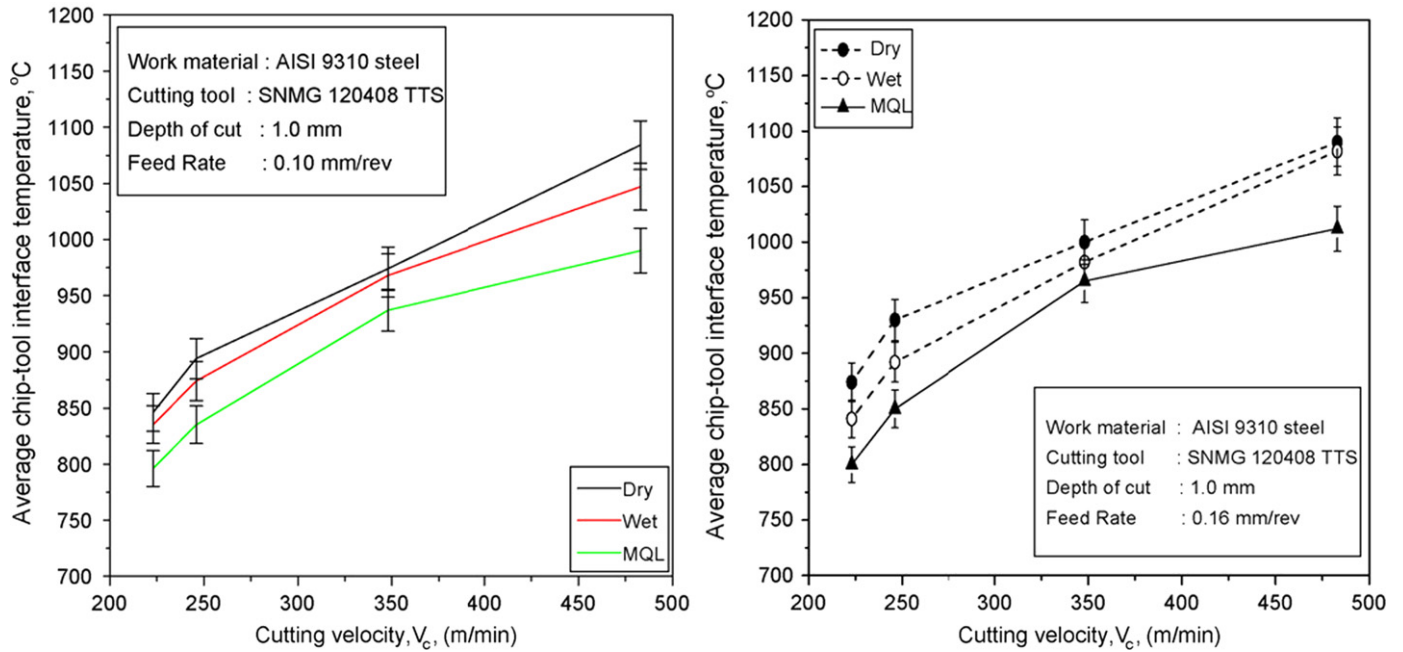 1200
1150
1100
1050
1000
950
900
850
800
750
700
Average chip-tool interface temperature, °C
Work material : AISI 9310 steel
Cutting tool : SNMG 120408 TTS
Depth of cut : 1.0 mm
Feed Rate : 0.10 mm/rev
Dry
Wet
MQL
200 250 300 350 400 450 500
Cutting velocity, Vc, (m/min)
1200
1150
1100
1050
1000
950
900
850
800
750
700
Average chip-tool interface temperature, °C
Dry
Wet
MQL
Work material : AISI 9310 steel
Cutting tool : SNMG 120408 TTS
Depth of cut : 1.0 mm
Feed Rate : 0.16 mm/rev
200 250 300 350 400 450 500
Cutting velocity, Vc, (m/min)